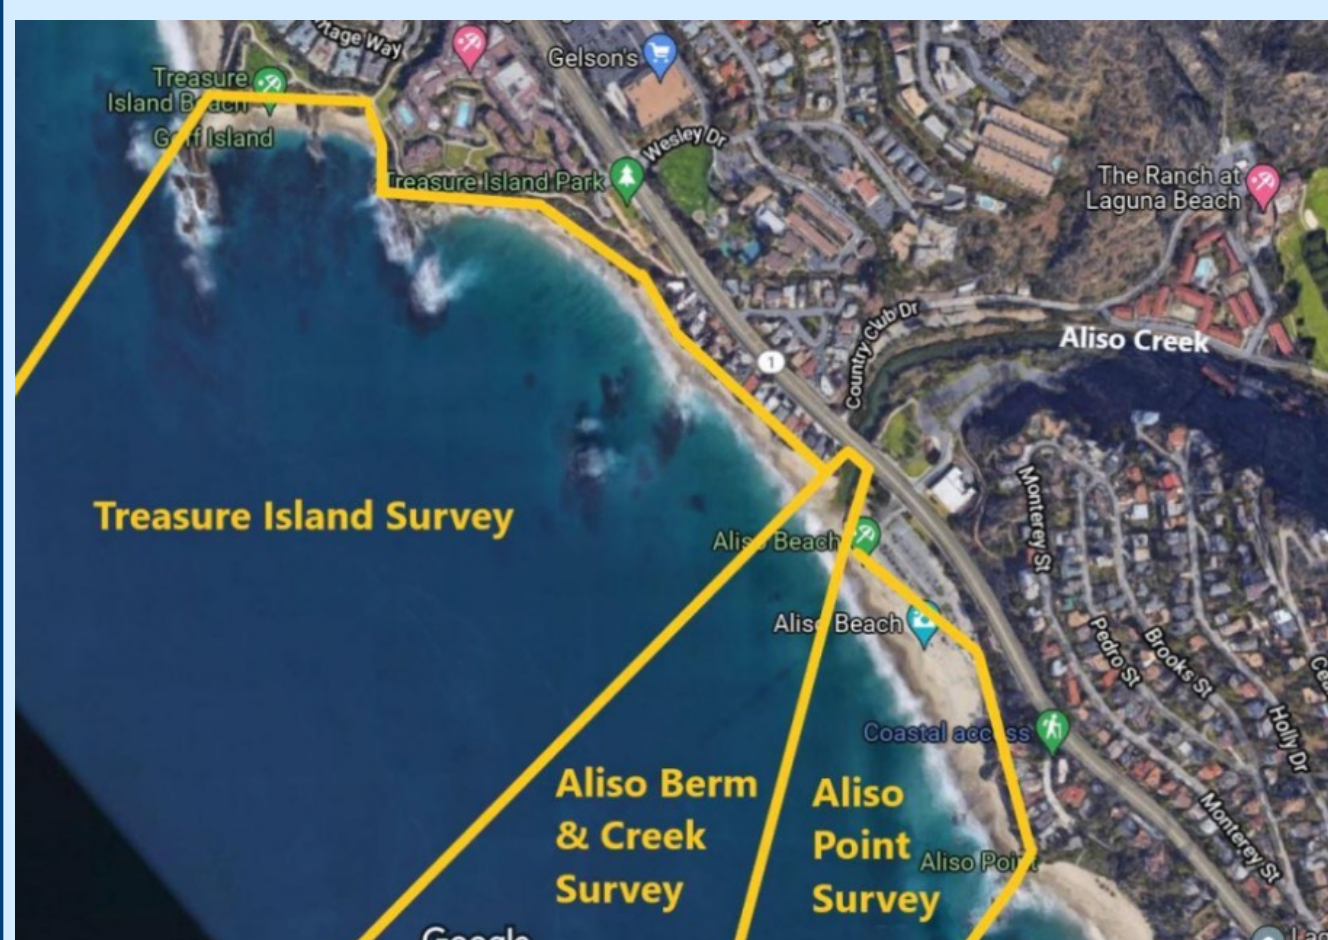 Gelson's
Treasure
Island Beach
Goff Island
Wesley Dr
Treasure Island Park
The Ranch at
Laguna Beach
Country Club Dr
1
Aliso Creek
Monterey St
Treasure Island Survey
Aliso Beach
Aliso Beach
Pedro St
Brooks St
Coastal access
Holly Dr
Aliso Berm
& Creek
Survey
Aliso
Point
Survey
Aliso Point
Monterey St
Google